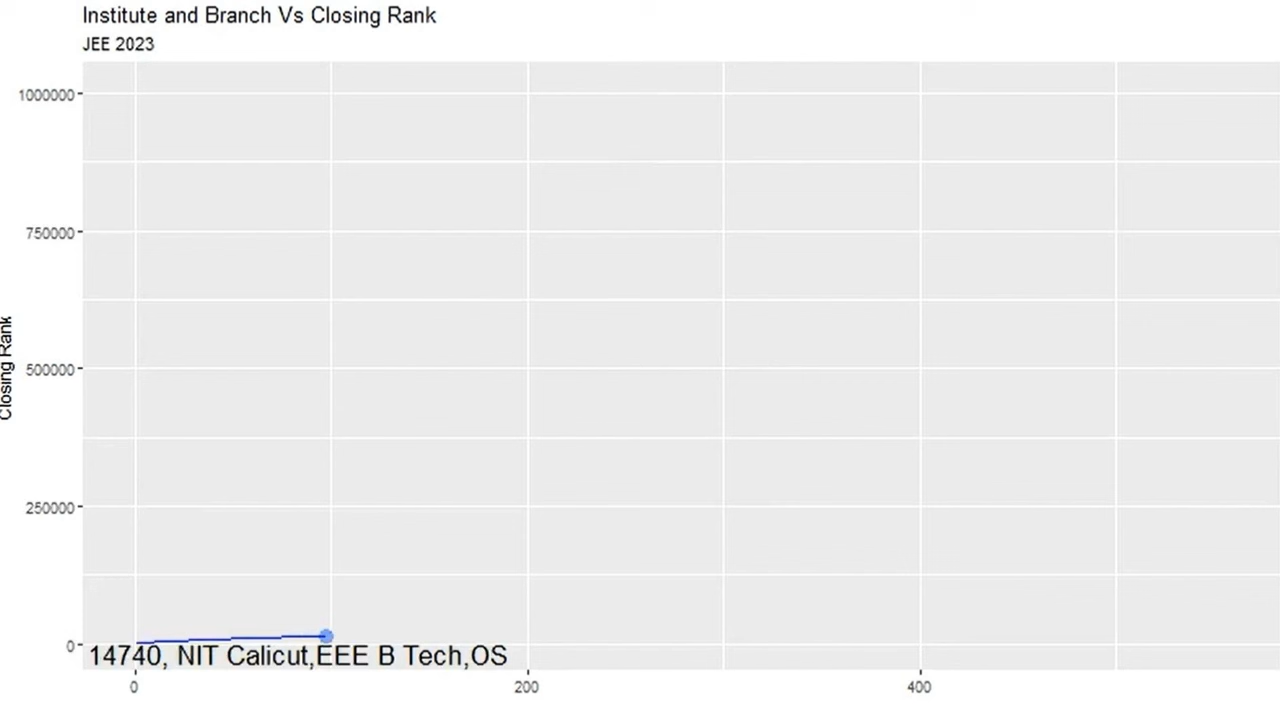 Institute and Branch Vs Closing Rank
JEE 2023
1000000
750000
500000
250000
0
Closing Rank
14740, NIT Calicut,EEE B Tech,OS
0
200
400